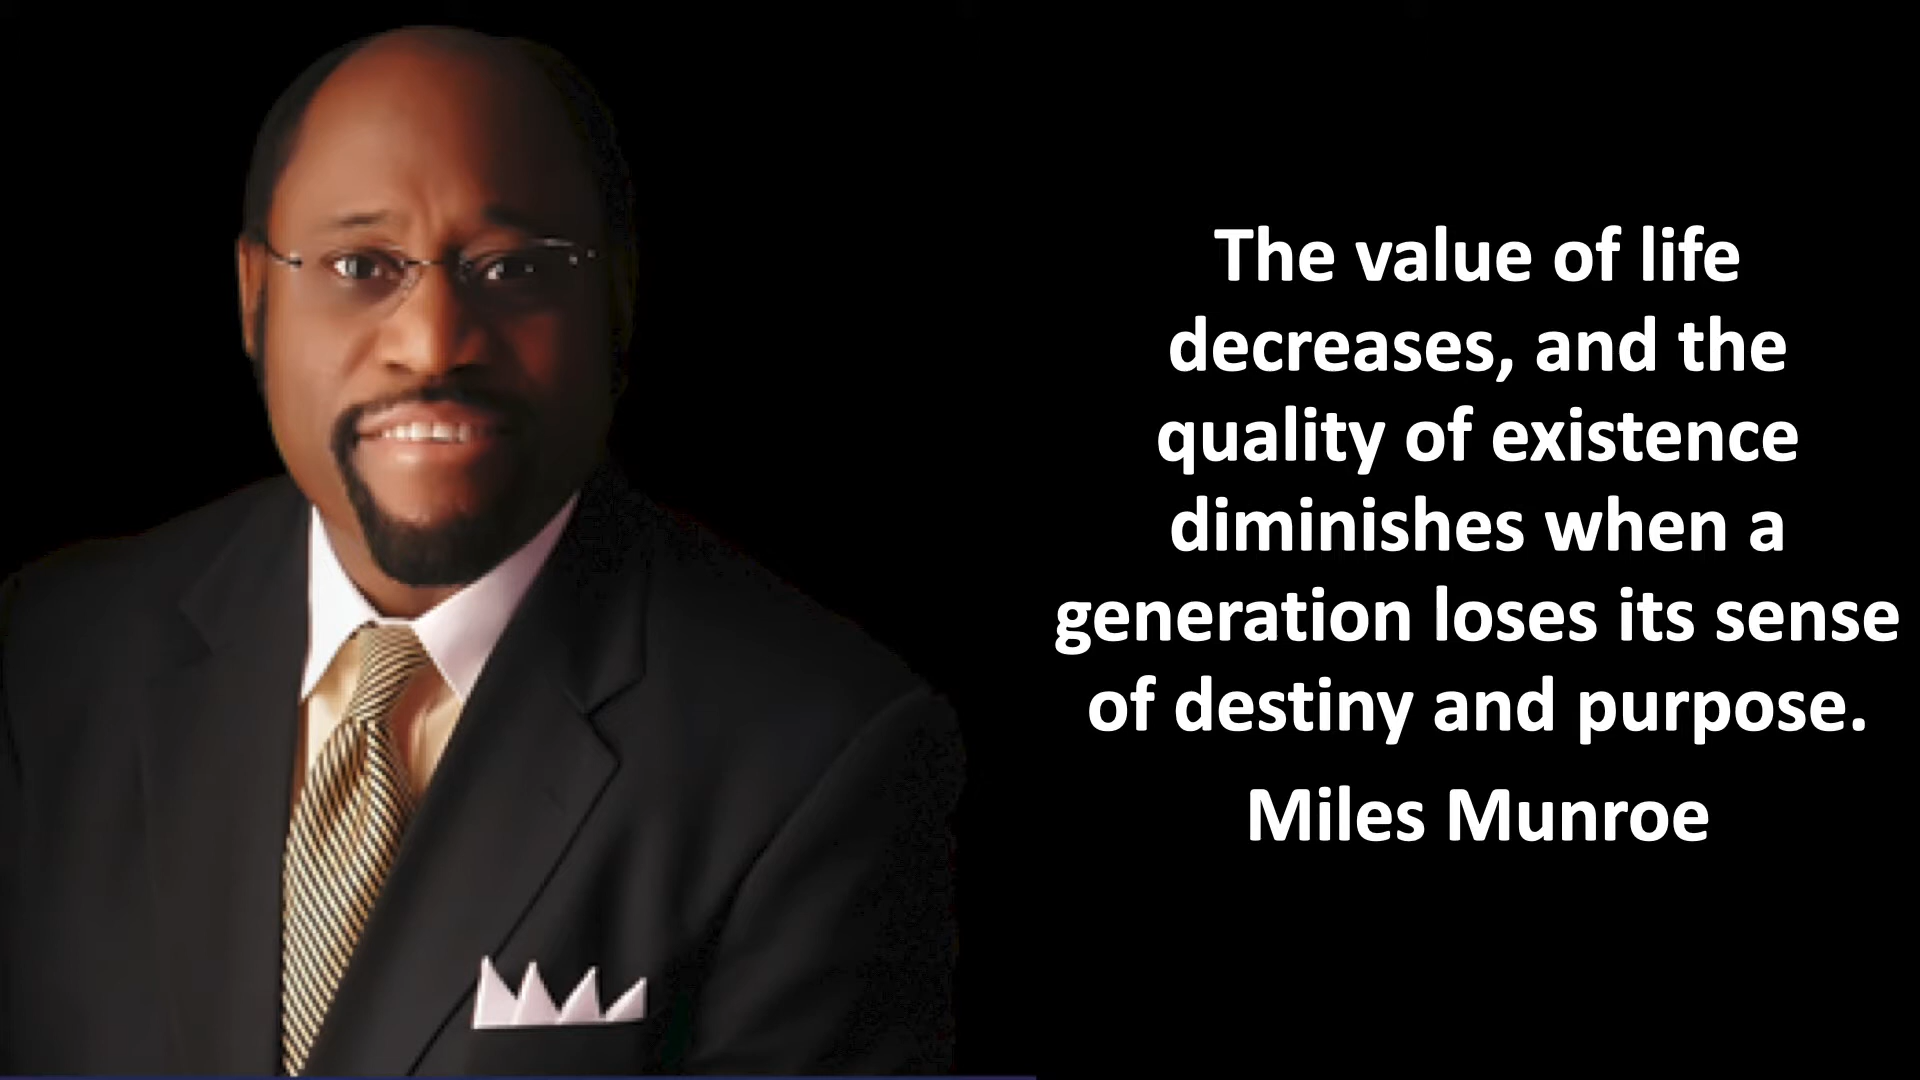 The value of life
decreases, and the
quality of existence
diminishes when a
generation loses its sense
of destiny and purpose.
Miles Munroe